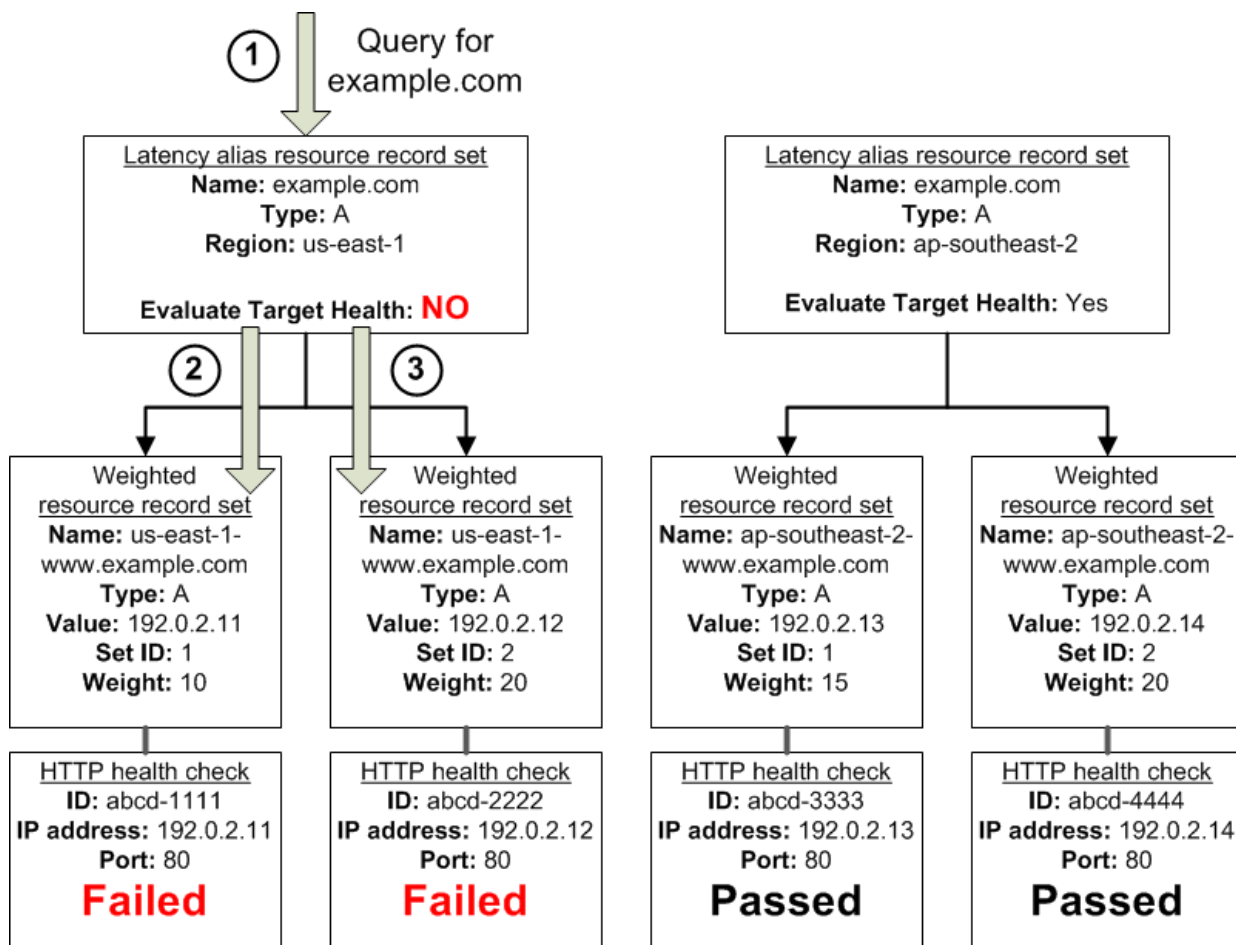 1
Query for
example.com
Latency alias resource record set
Name: example.com
Type: A
Region: us-east-1
Evaluate Target Health: NO
Latency alias resource record set
Name: example.com
Type: A
Region: ap-southeast-2
Evaluate Target Health: Yes
2
3
Weighted
resource record set
Name: us-east-1-
www.example.com
Type: A
Value: 192.0.2.11
Set ID: 1
Weight: 10
Weighted
resource record set
Name: us-east-1-
www.example.com
Type: A
Value: 192.0.2.12
Set ID: 2
Weight: 20
Weighted
resource record set
Name: ap-southeast-2-
www.example.com
Type: A
Value: 192.0.2.13
Set ID: 1
Weight: 15
Weighted
resource record set
Name: ap-southeast-2-
www.example.com
Type: A
Value: 192.0.2.14
Set ID: 2
Weight: 20
HTTP health check
ID: abcd-1111
IP address: 192.0.2.11
Port: 80
Failed
HTTP health check
ID: abcd-2222
IP address: 192.0.2.12
Port: 80
Failed
HTTP health check
ID: abcd-3333
IP address: 192.0.2.13
Port: 80
Passed
HTTP health check
ID: abcd-4444
IP address: 192.0.2.14
Port: 80
Passed